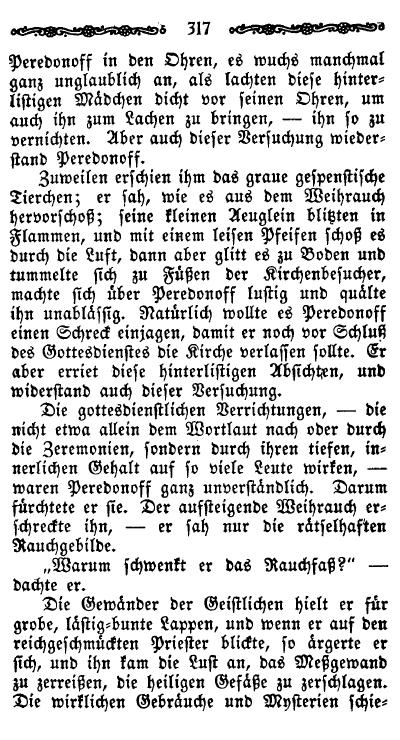 317
Peredonoff in den Ohren, es wuchs manchmal
ganz unglaublich an, als lachten diese hinter-
listigen Mädchen dicht vor seinen Ohren, um
auch ihn zum Lachen zu bringen, — ihn so zu
vernichten. Aber auch dieser Versuchung wieder-
stand Peredonoff.
Zuweilen erschien ihm das graue gespenstische
Tierchen; er sah, wie es aus dem Weihrauch
hervorschoß; seine kleinen Aeuglein blitzten in
Flammen, und mit einem leisen Pfeifen schoß es
durch die Luft, dann aber glitt es zu Boden und
tummelte sich zu Füßen der Kirchenbesucher,
machte sich über Peredonoff lustig und quälte
ihn unablässig. Natürlich wollte es Peredonoff
einen Schreck einjagen, damit er noch vor Schluß
des Gottesdienstes die Kirche verlassen sollte. Er
aber erriet diese hinterlistigen Absichten, und
widerstand auch dieser Versuchung.
Die gottesdienstlichen Verrichtungen, — die
nicht etwa allein dem Wortlaut nach oder durch
die Zeremonien, sondern durch ihren tiefen, in-
nerlichen Gehalt auf so viele Leute wirken, —
waren Peredonoff ganz unverständlich. Darum
fürchtete er sie. Der aufsteigende Weihrauch er-
schreckte ihn, — er sah nur die rätselhaften
Rauchgebilde.
„Warum schwenkt er das Rauchfaß?“ —
dachte er.
Die Gewänder der Geistlichen hielt er für
grobe, lästig-bunte Lappen, und wenn er auf den
reichgeschmückten Priester blickte, so ärgerte er
sich, und ihn kam die Lust an, das Meßgewand
zu zerreißen, die heiligen Gefäße zu zerschlagen.
Die wirklichen Gebräuche und Mysterien schie-